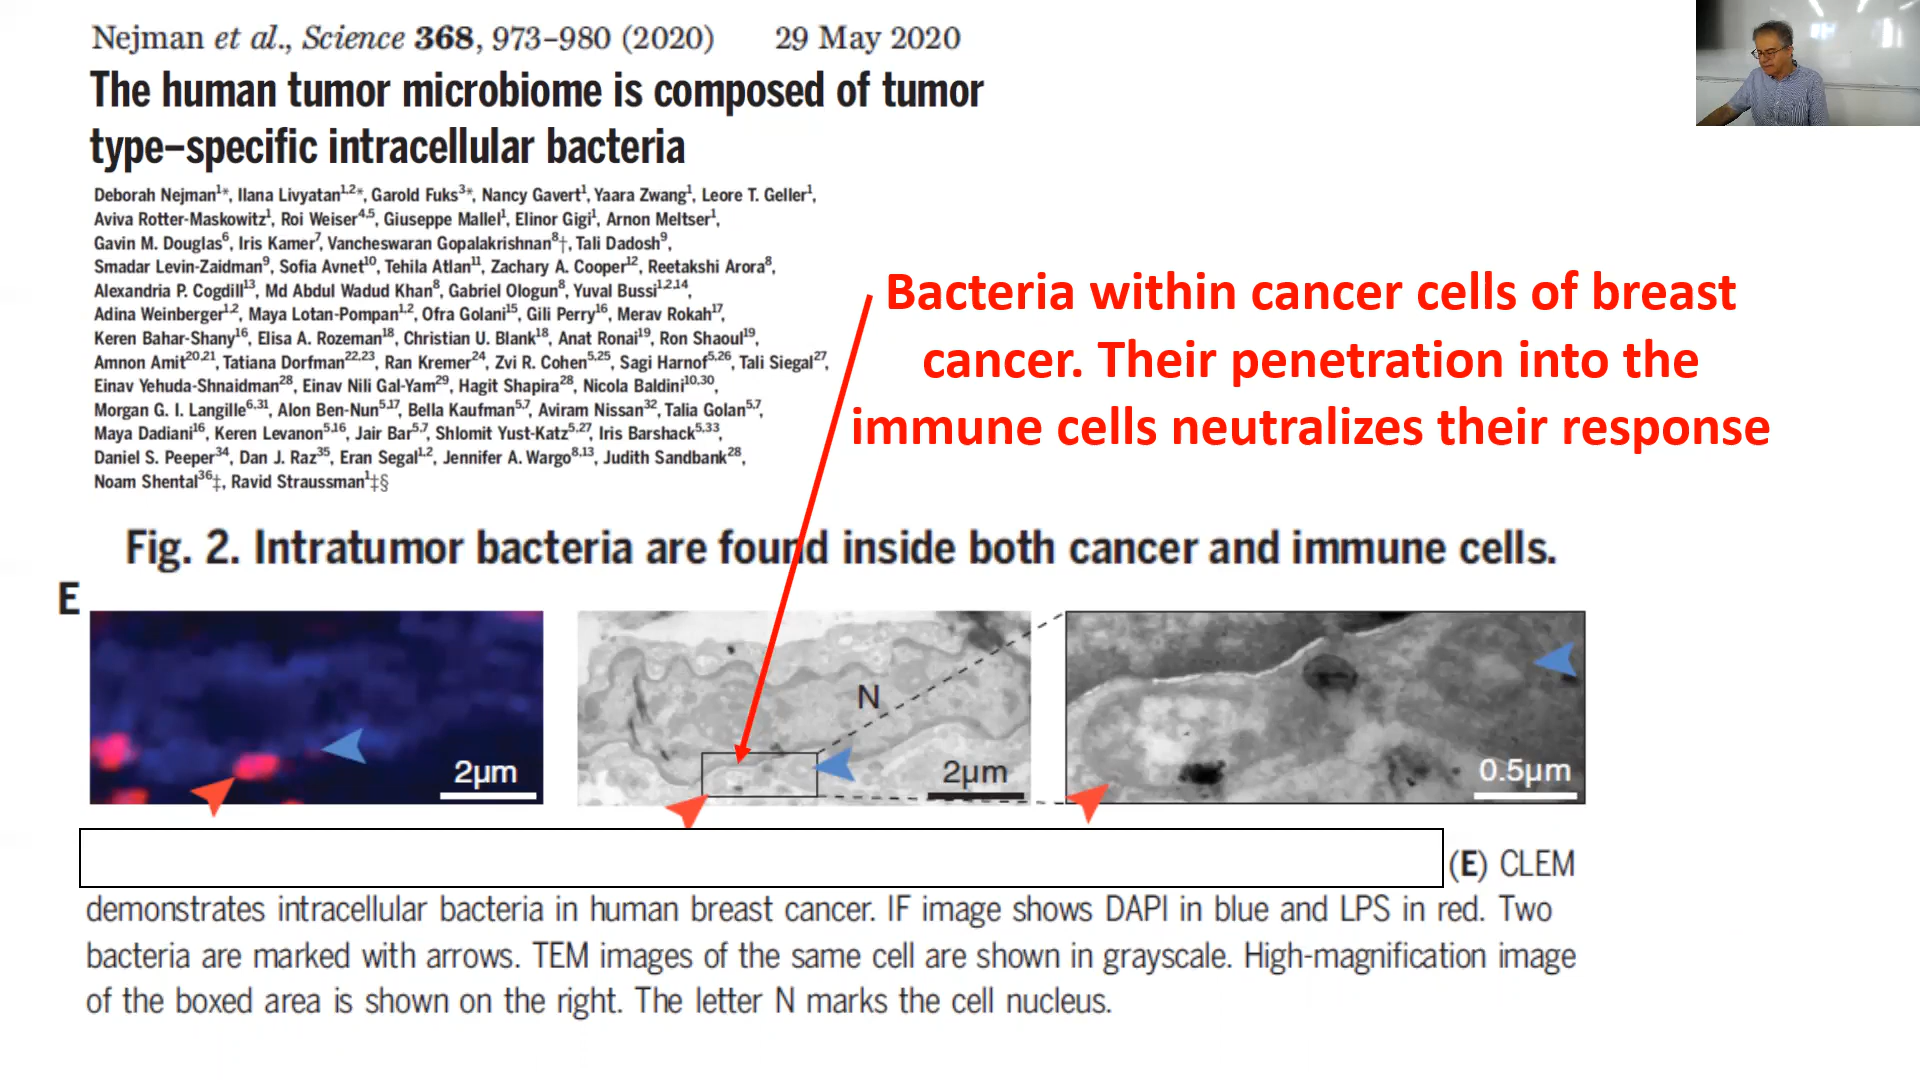 Nejman et al., Science 368, 973–980 (2020) 29 May 2020
The human tumor microbiome is composed of tumor
type–specific intracellular bacteria
Deborah Nejman1*, Ilana Livyatan1,2*, Garold Fuks3*, Nancy Gavert1, Yaara Zwang1, Leore T. Geller1,
Aviva Rotter-Maskowitz1, Roi Weiser4,5, Giuseppe Mallel1, Elinor Gigi1, Arnon Meltser1,
Gavin M. Douglas6, Iris Kamer7, Vancheswaran Gopalakrishnan8†, Tali Dadosh9,
Smadar Levin-Zaidman9, Sofia Avnet10, Tehila Atlan11, Zachary A. Cooper12, Reetakshi Arora8,
Alexandria P. Cogdill13, Md Abdul Wadud Khan8, Gabriel Ologun8, Yuval Bussi1,2,14,
Adina Weinberger1,2, Maya Lotan-Pompan1,2, Ofra Golani15, Gili Perry16, Merav Rokah17,
Keren Bahar-Shany16, Elisa A. Rozeman18, Christian U. Blank18, Anat Ronai19, Ron Shaoul19,
Amnon Amit20,21, Tatiana Dorfman22,23, Ran Kremer24, Zvi R. Cohen5,25, Sagi Harnof5,26, Tali Siegal27,
Einav Yehuda-Shnaidman28, Einav Nili Gal-Yam29, Hagit Shapira28, Nicola Baldini10,30,
Morgan G. I. Langille6,31, Alon Ben-Nun5,17, Bella Kaufman5,7, Aviram Nissan32, Talia Golan5,7,
Maya Dadiani16, Keren Levanon5,16, Jair Bar5,7, Shlomit Yust-Katz5,27, Iris Barshack5,33,
Daniel S. Peeper34, Dan J. Raz35, Eran Segal1,2, Jennifer A. Wargo8,13, Judith Sandbank28,
Noam Shental36‡, Ravid Straussman1‡§
Bacteria within cancer cells of breast
cancer. Their penetration into the
immune cells neutralizes their response
Fig. 2. Intratumor bacteria are found inside both cancer and immune cells.
E
2µm
N
2µm
0.5µm
(E) CLEM
demonstrates intracellular bacteria in human breast cancer. IF image shows DAPI in blue and LPS in red. Two
bacteria are marked with arrows. TEM images of the same cell are shown in grayscale. High-magnification image
of the boxed area is shown on the right. The letter N marks the cell nucleus.